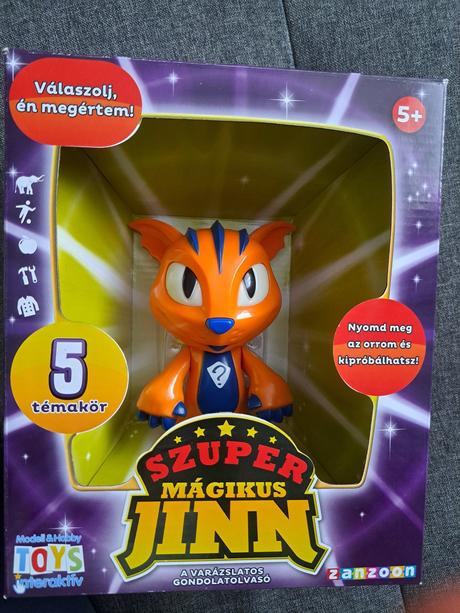 Válaszolj,
én megértem!
5+
5
témakör
Nyomd meg
az orrom és
kipróbálhatsz!
?
SZUPER
MÁGIKUS
JINN
A VARÁZSLATOS
GONDOLATOLVASÓ
Modell & Hobby
TOYS
interaktív
zanzoon